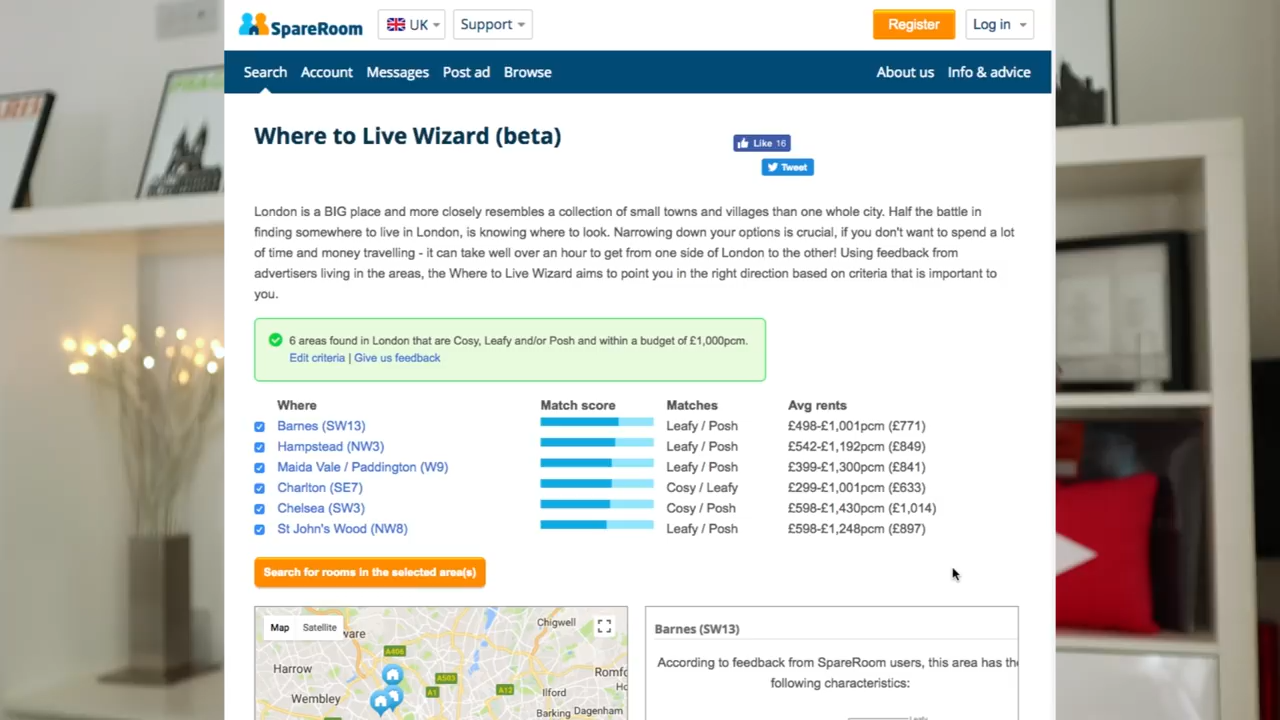 SpareRoom
UK
Support
Register
Log in
Search
Account
Messages
Post ad
Browse
About us
Info & advice
Where to Live Wizard (beta)
Like 16
Tweet
London is a BIG place and more closely resembles a collection of small towns and villages than one whole city. Half the battle in
finding somewhere to live in London, is knowing where to look. Narrowing down your options is crucial, if you don't want to spend a lot
of time and money travelling - it can take well over an hour to get from one side of London to the other! Using feedback from
advertisers living in the areas, the Where to Live Wizard aims to point you in the right direction based on criteria that is important to
you.
6 areas found in London that are Cosy, Leafy and/or Posh and within a budget of £1,000pcm.
Edit criteria | Give us feedback
Where Match score Matches Avg rents
Barnes (SW13) Leafy / Posh £498-£1,001pcm (£771)
Hampstead (NW3) Leafy / Posh £542-£1,192pcm (£849)
Maida Vale / Paddington (W9) Leafy / Posh £399-£1,300pcm (£841)
Charlton (SE7) Cosy / Leafy £299-£1,001pcm (£633)
Chelsea (SW3) Cosy / Posh £598-£1,430pcm (£1,014)
St John's Wood (NW8) Leafy / Posh £598-£1,248pcm (£897)
Search for rooms in the selected area(s)
Map
Satellite
ware
Chigwell
A406
Harrow
A503
Romfo
Wembley
A1
A12
Ilford
Barking
Dagenham
Barnes (SW13)
According to feedback from SpareRoom users, this area has the
following characteristics: